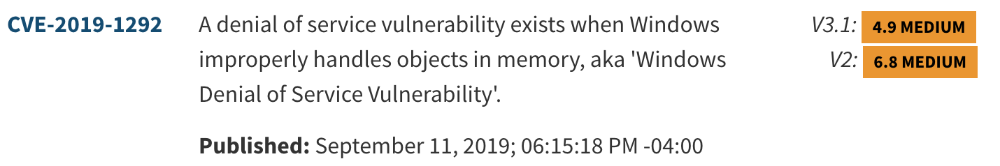 CVE-2019-1292 A denial of service vulnerability exists when Windows V3.1: 4.9 MEDIUM
improperly handles objects in memory, aka 'Windows V2: 6.8 MEDIUM
Denial of Service Vulnerability'.
Published: September 11, 2019; 06:15:18 PM -04:00